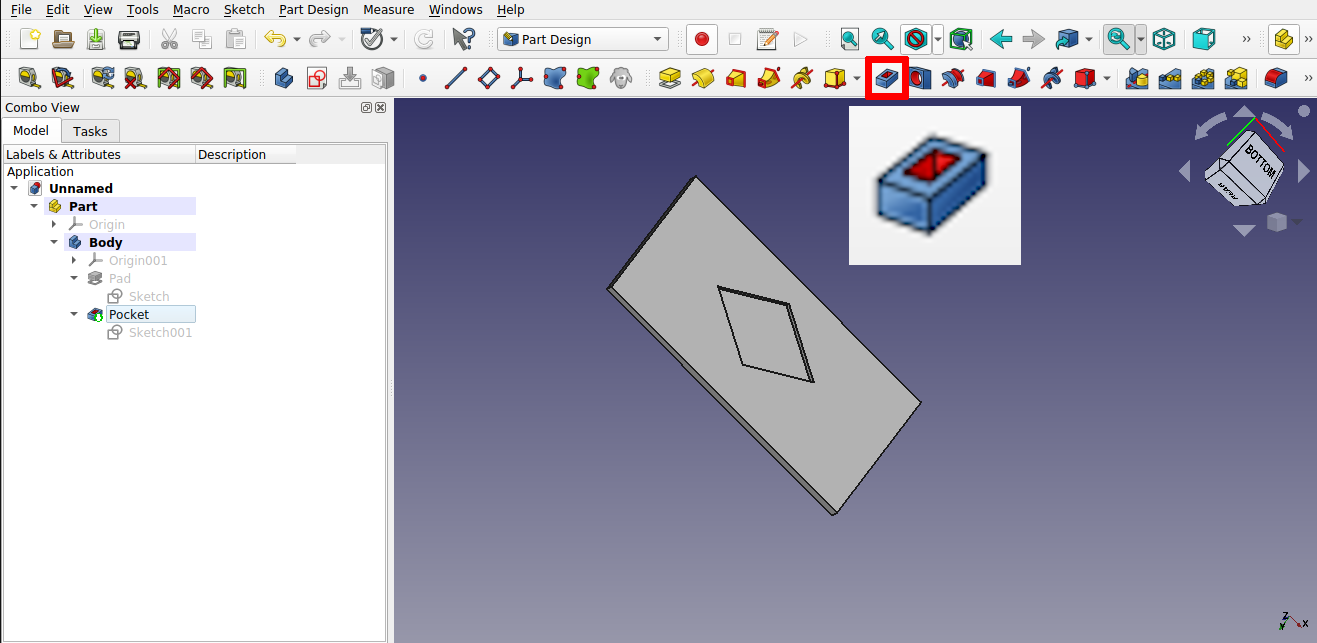 File Edit View Tools Macro Sketch Part Design Measure Windows Help
Part Design
Combo View
Model Tasks
Labels & Attributes Description
Application
Unnamed
Part
Origin
Body
Origin001
Pad
Sketch
Pocket
Sketch001
BOTTOM
Z
Y X